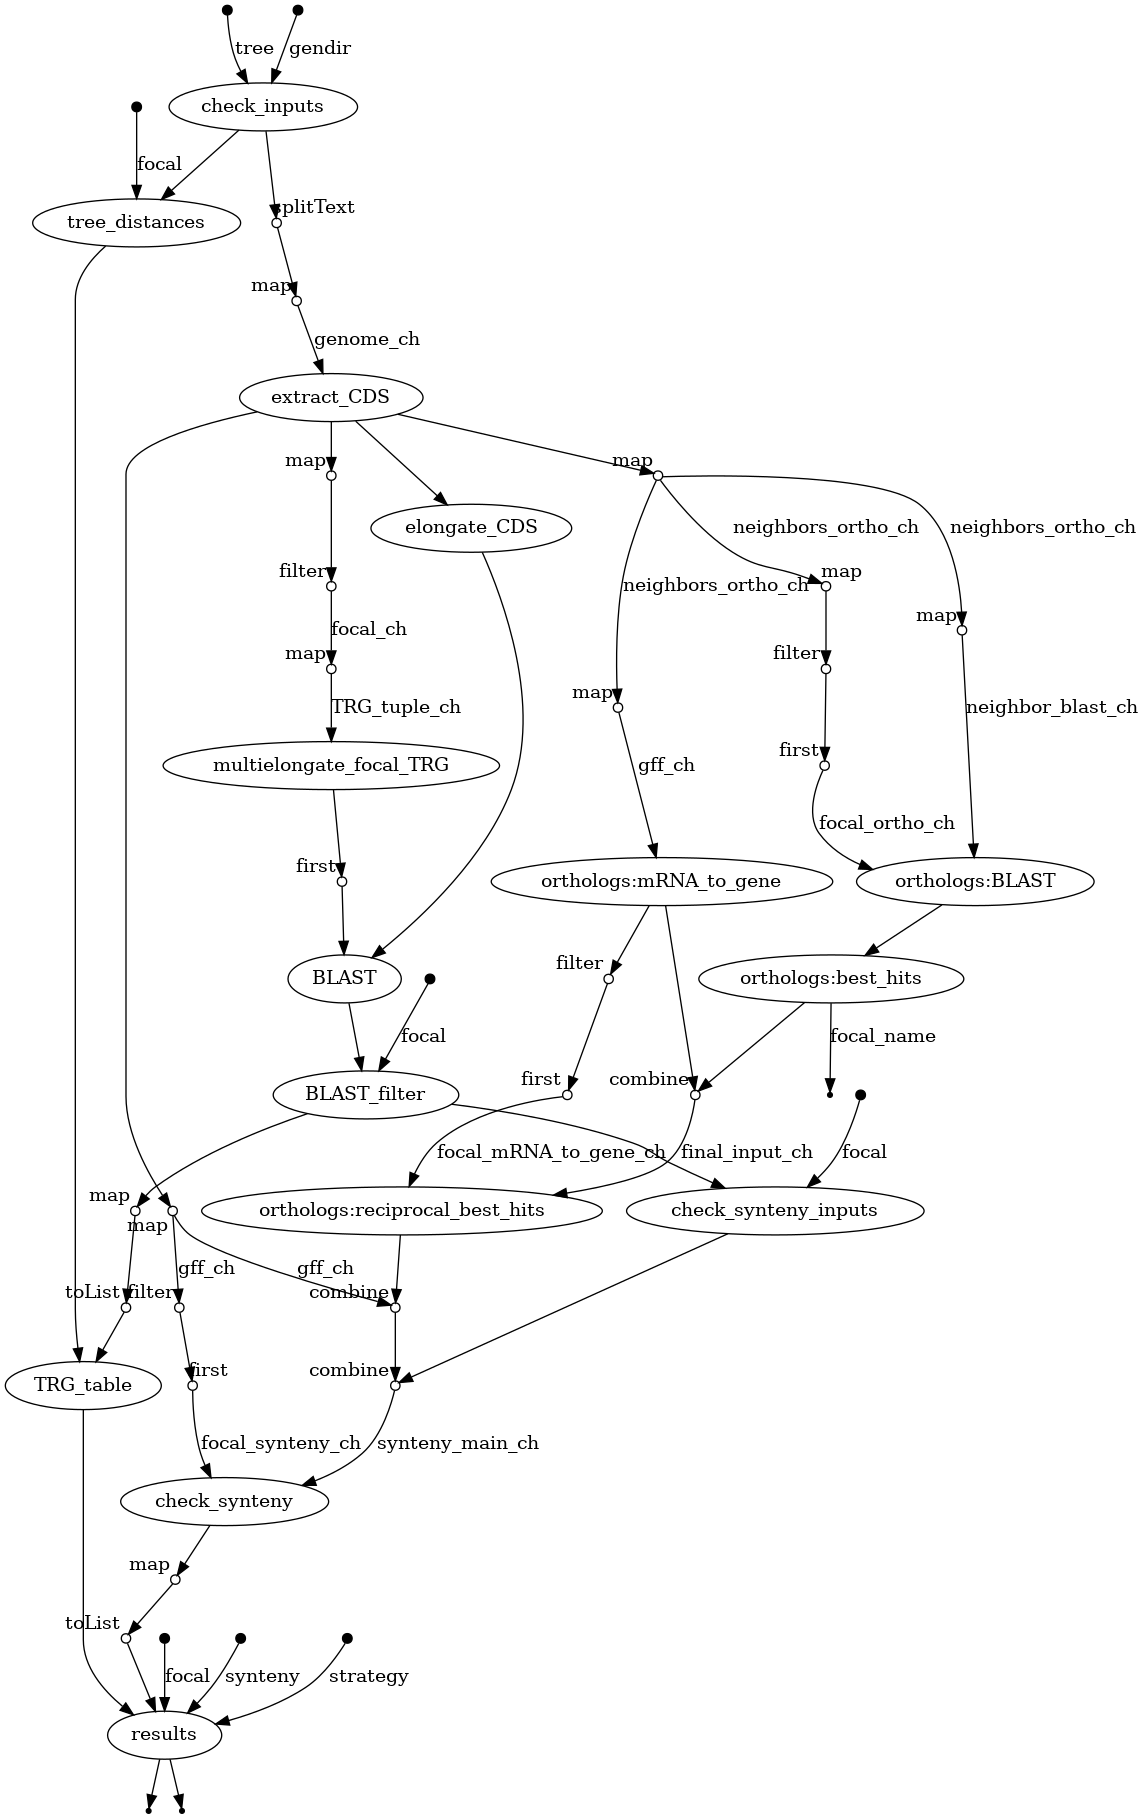 tree
gendir
check_inputs
focal
splitText
tree_distances
map
genome_ch
extract_CDS
map
map
elongate_CDS
neighbors_ortho_ch
neighbors_ortho_ch
filter
map
neighbors_ortho_ch
map
focal_ch
map
filter
map
TRG_tuple_ch
neighbor_blast_ch
first
multielongate_focal_TRG
gff_ch
focal_ortho_ch
first
orthologs:mRNA_to_gene
orthologs:BLAST
filter
BLAST
orthologs:best_hits
focal
focal_name
first
combine
BLAST_filter
focal_mRNA_to_gene_ch
final_input_ch
focal
map
orthologs:reciprocal_best_hits
check_synteny_inputs
map
gff_ch
gff_ch
toList
filter
combine
first
combine
TRG_table
focal_synteny_ch
synteny_main_ch
check_synteny
map
toList
focal
synteny
strategy
results